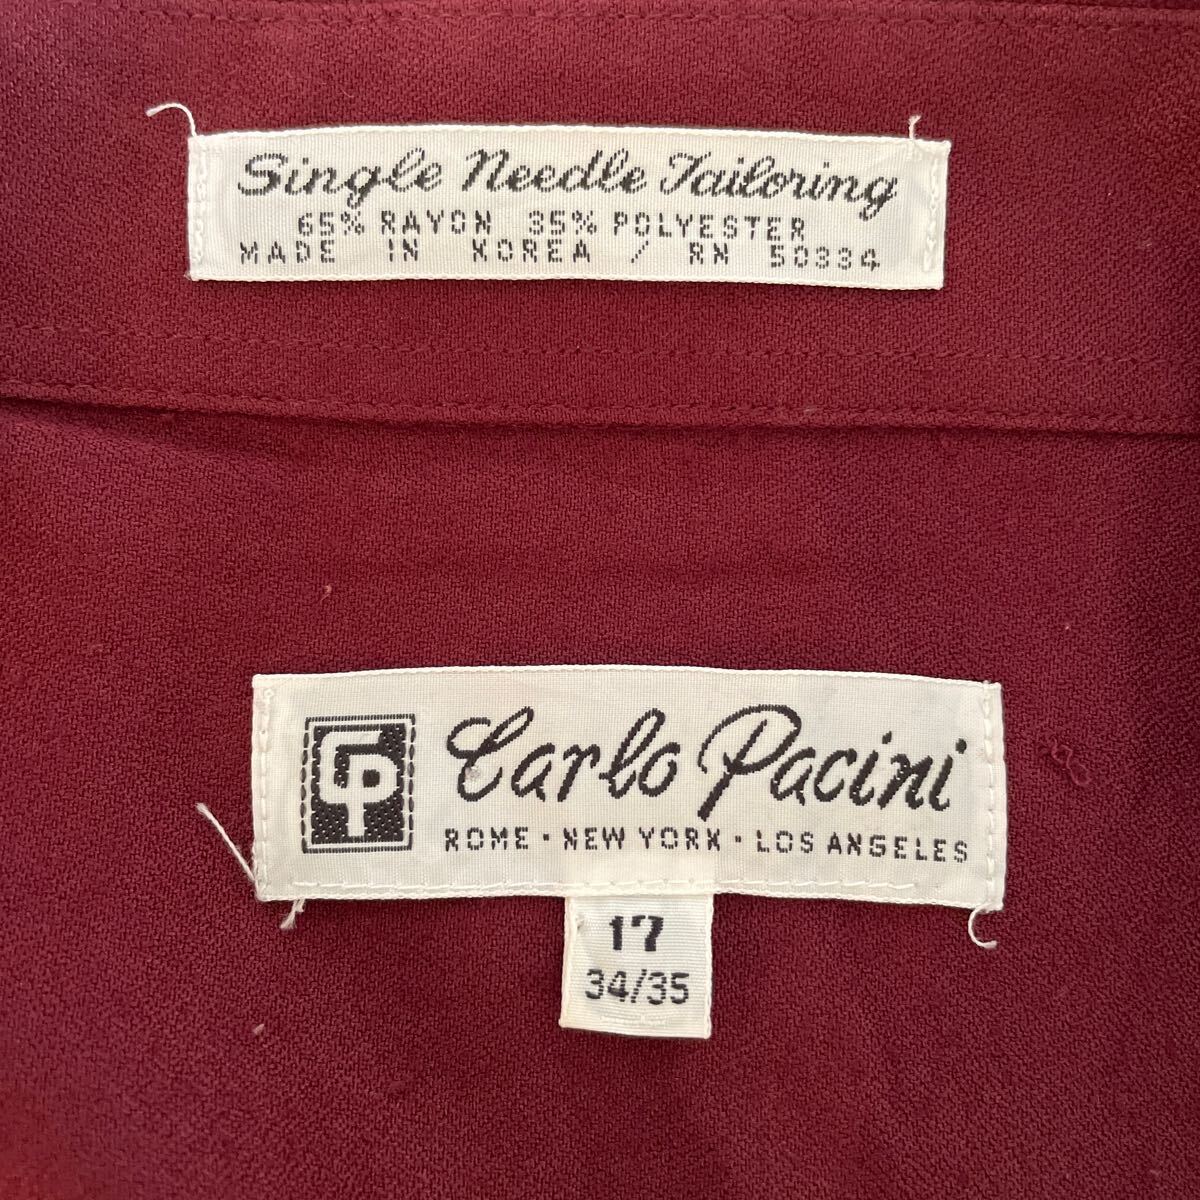 Single Needle Tailoring
65% RAYON 35% POLYESTER
MADE IN KOREA / RN 50334
CP
Carlo Pacini
ROME · NEW YORK · LOS ANGELES
17
34/35